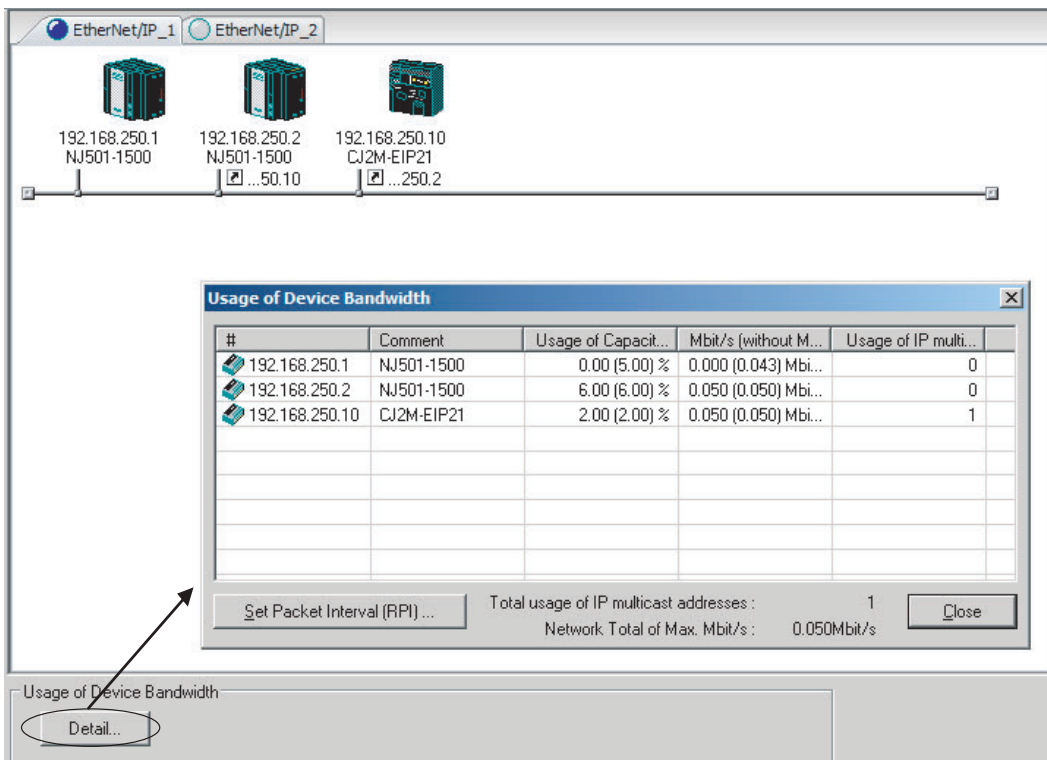 EtherNet/IP_1 EtherNet/IP_2
192.168.250.1 192.168.250.2 192.168.250.10
NJ501-1500 NJ501-1500 CJ2M-EIP21
...50.10 ...250.2
Usage of Device Bandwidth
# Comment Usage of Capacit... Mbit/s (without M... Usage of IP multi...
192.168.250.1 NJ501-1500 0.00 (5.00) % 0.000 (0.043) Mbi... 0
192.168.250.2 NJ501-1500 6.00 (6.00) % 0.050 (0.050) Mbi... 0
192.168.250.10 CJ2M-EIP21 2.00 (2.00) % 0.050 (0.050) Mbi... 1
Set Packet Interval (RPI) ... Total usage of IP multicast addresses : 1 Close
Network Total of Max. Mbit/s : 0.050Mbit/s
Usage of Device Bandwidth
Detail...